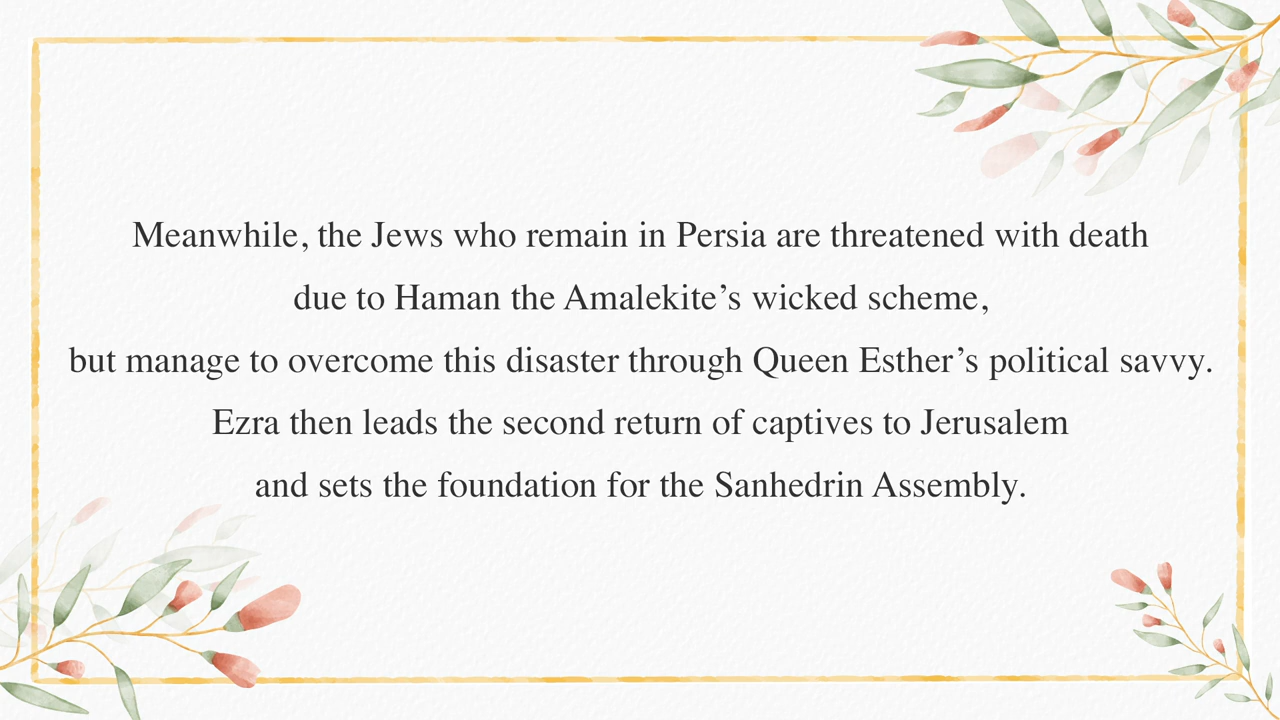 Meanwhile, the Jews who remain in Persia are threatened with death
due to Haman the Amalekite’s wicked scheme,
but manage to overcome this disaster through Queen Esther’s political savvy.
Ezra then leads the second return of captives to Jerusalem
and sets the foundation for the Sanhedrin Assembly.